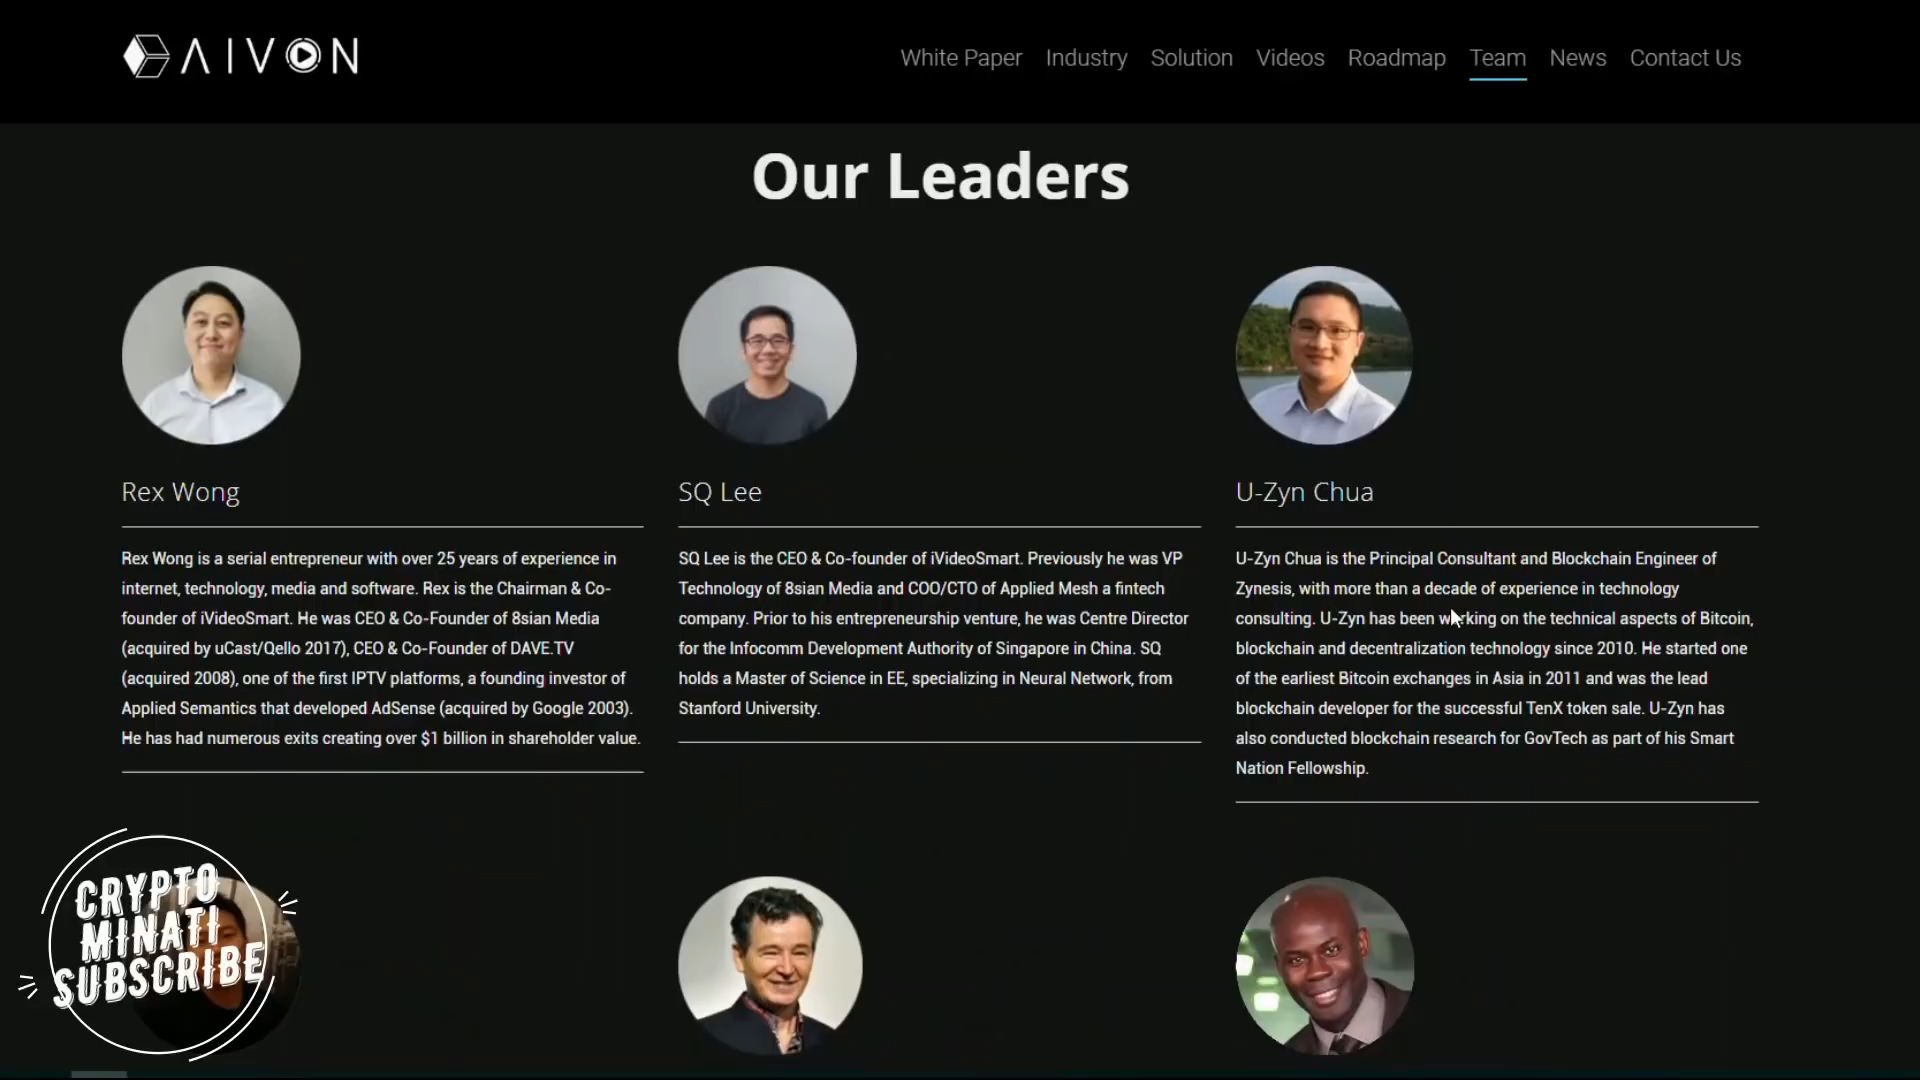 AIVON
White Paper Industry Solution Videos Roadmap Team News Contact Us
Our Leaders
Rex Wong
Rex Wong is a serial entrepreneur with over 25 years of experience in
internet, technology, media and software. Rex is the Chairman & Co-
founder of iVideoSmart. He was CEO & Co-Founder of 8sian Media
(acquired by uCast/Qello 2017), CEO & Co-Founder of DAVE.TV
(acquired 2008), one of the first IPTV platforms, a founding investor of
Applied Semantics that developed AdSense (acquired by Google 2003).
He has had numerous exits creating over $1 billion in shareholder value.
SQ Lee
SQ Lee is the CEO & Co-founder of iVideoSmart. Previously he was VP
Technology of 8sian Media and COO/CTO of Applied Mesh a fintech
company. Prior to his entrepreneurship venture, he was Centre Director
for the Infocomm Development Authority of Singapore in China. SQ
holds a Master of Science in EE, specializing in Neural Network, from
Stanford University.
U-Zyn Chua
U-Zyn Chua is the Principal Consultant and Blockchain Engineer of
Zynesis, with more than a decade of experience in technology
consulting. U-Zyn has been working on the technical aspects of Bitcoin,
blockchain and decentralization technology since 2010. He started one
of the earliest Bitcoin exchanges in Asia in 2011 and was the lead
blockchain developer for the successful TenX token sale. U-Zyn has
also conducted blockchain research for GovTech as part of his Smart
Nation Fellowship.
CRYPTO
MINATI
SUBSCRIBE